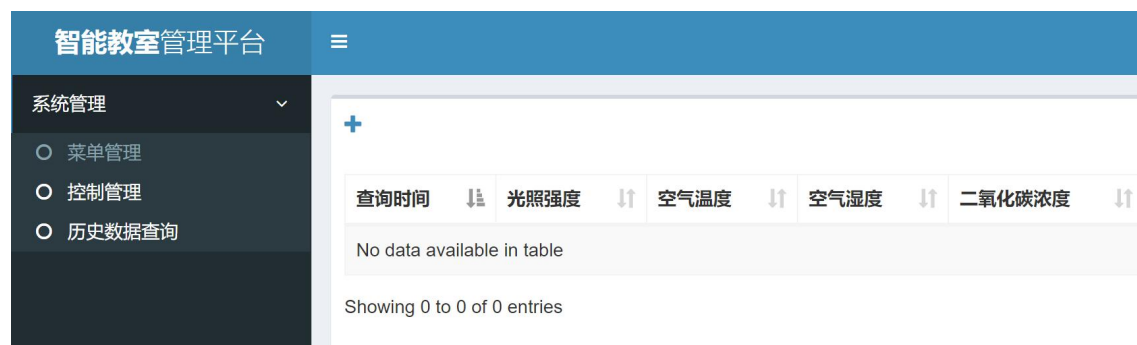 智能教室管理平台
系统管理
菜单管理
控制管理
历史数据查询
查询时间 光照强度 空气温度 空气湿度 二氧化碳浓度
No data available in table
Showing 0 to 0 of 0 entries